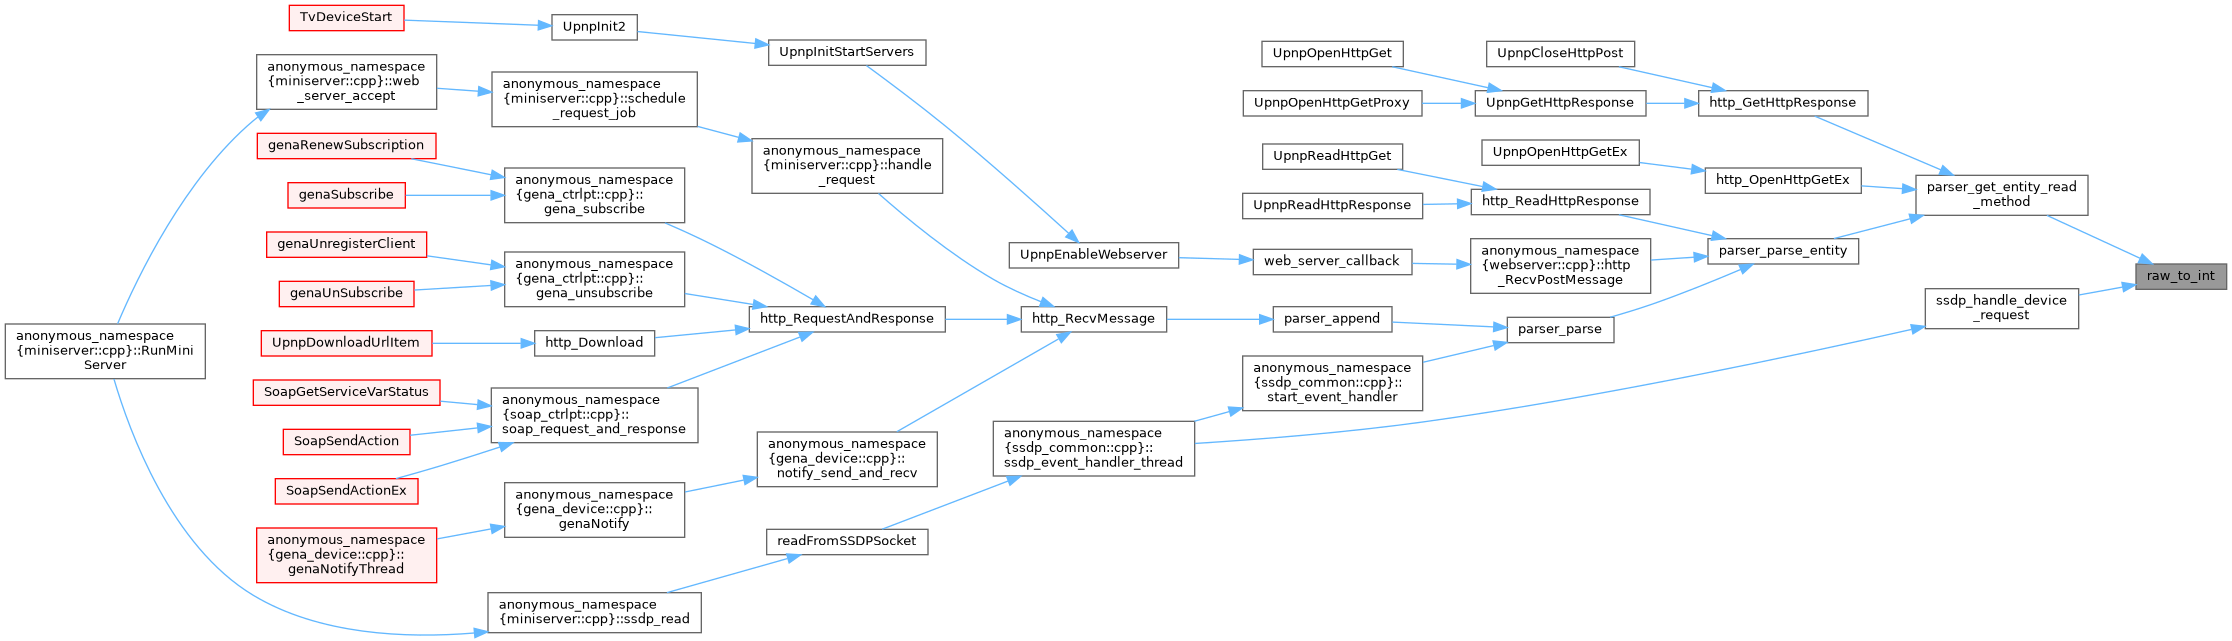 TvDeviceStart
UpnpInit2
UpnpInitStartServers
UpnpOpenHttpGet
UpnpCloseHttpPost
anonymous_namespace
{miniserver::cpp}::web
_server_accept
anonymous_namespace
{miniserver::cpp}::schedule
_request_job
UpnpOpenHttpGetProxy
UpnpGetHttpResponse
http_GetHttpResponse
genaRenewSubscription
anonymous_namespace
{miniserver::cpp}::handle
_request
UpnpReadHttpGet
UpnpOpenHttpGetEx
http_OpenHttpGetEx
genaSubscribe
anonymous_namespace
{gena_ctrlpt::cpp}::
gena_subscribe
UpnpReadHttpResponse
http_ReadHttpResponse
parser_get_entity_read
_method
genaUnregisterClient
UpnpEnableWebserver
web_server_callback
anonymous_namespace
{webserver::cpp}::http
_RecvPostMessage
parser_parse_entity
raw_to_int
genaUnSubscribe
anonymous_namespace
{gena_ctrlpt::cpp}::
gena_unsubscribe
ssdp_handle_device
_request
anonymous_namespace
{miniserver::cpp}::RunMini
Server
UpnpDownloadUrlItem
http_Download
http_RequestAndResponse
http_RecvMessage
parser_append
parser_parse
SoapGetServiceVarStatus
anonymous_namespace
{soap_ctrlpt::cpp}::
soap_request_and_response
anonymous_namespace
{ssdp_common::cpp}::
start_event_handler
SoapSendAction
anonymous_namespace
{gena_device::cpp}::
notify_send_and_recv
anonymous_namespace
{ssdp_common::cpp}::
ssdp_event_handler_thread
SoapSendActionEx
anonymous_namespace
{gena_device::cpp}::
genaNotify
anonymous_namespace
{gena_device::cpp}::
genaNotifyThread
readFromSSDPSocket
anonymous_namespace
{miniserver::cpp}::ssdp_read